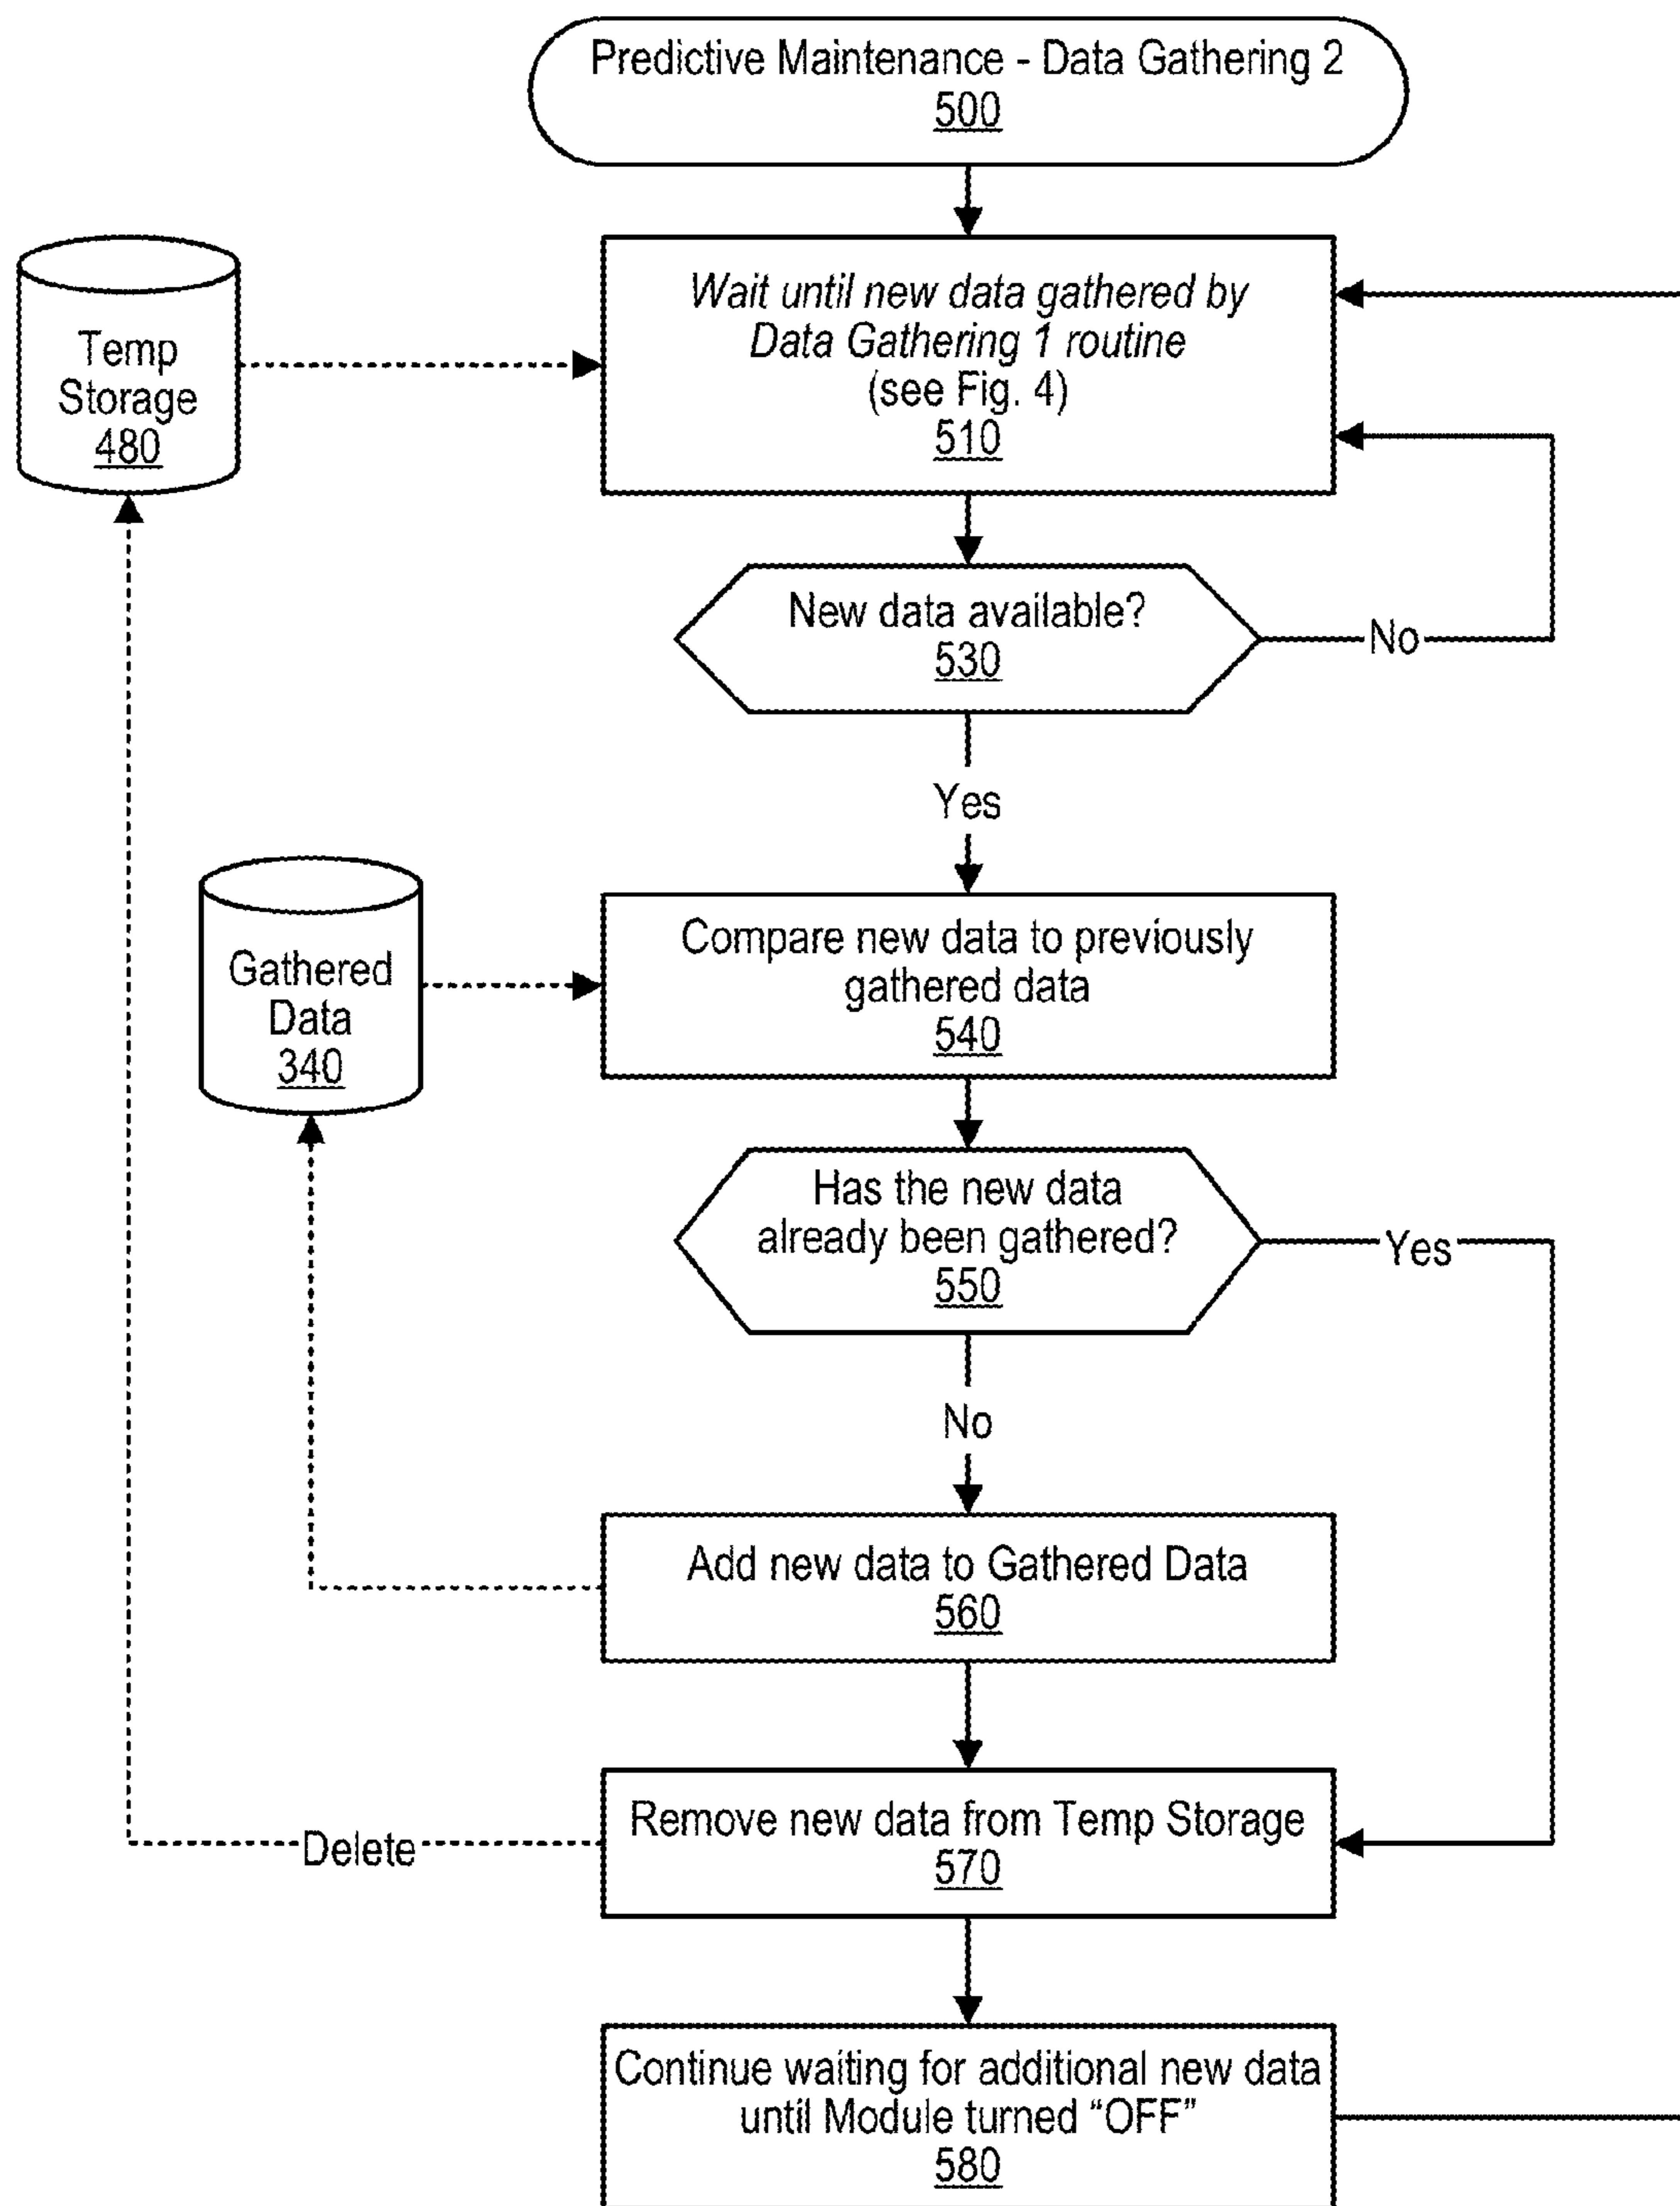 Predictive Maintenance - Data Gathering 2
500
Wait until new data gathered by
Data Gathering 1 routine
(see Fig. 4)
510
Temp
Storage
480
New data available?
530
No
Yes
Compare new data to previously
gathered data
540
Gathered
Data
340
Has the new data
already been gathered?
550
Yes
No
Add new data to Gathered Data
560
Remove new data from Temp Storage
570
Delete
Continue waiting for additional new data
until Module turned “OFF”
580